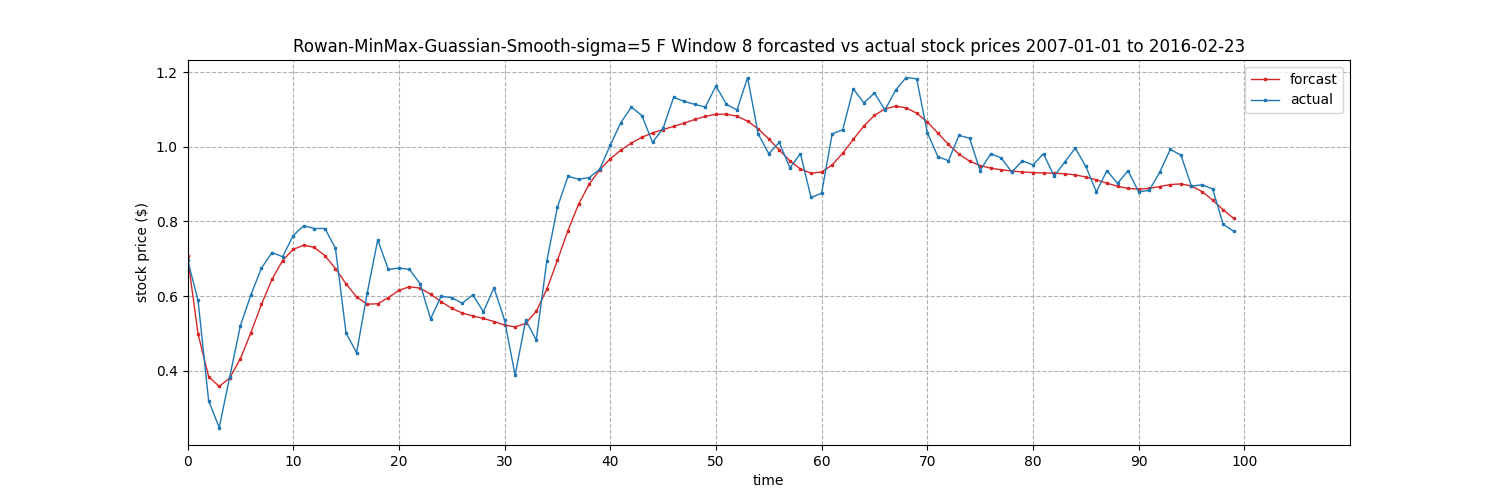 Rowan-MinMax-Guassian-Smooth-sigma=5 F Window 8 forcasted vs actual stock prices 2007-01-01 to 2016-02-23
forcast
actual
1.2
1.0
0.8
0.6
0.4
stock price ($)
0 10 20 30 40 50 60 70 80 90 100
time